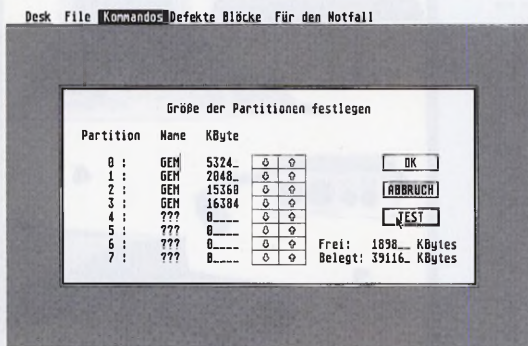 Desk File Kommandos Defekte Blöcke Für den Notfall
Größe der Partitionen festlegen
Partition Name KByte
0 : GEM 5324_
1 : GEM 2048_
2 : GEM 15360
3 : GEM 16384
4 : ??? 0____
5 : ??? 0____
6 : ??? 0____
7 : ??? 0____
OK
ABBRUCH
TEST
Frei: 1898__ KBytes
Belegt: 39116_ KBytes